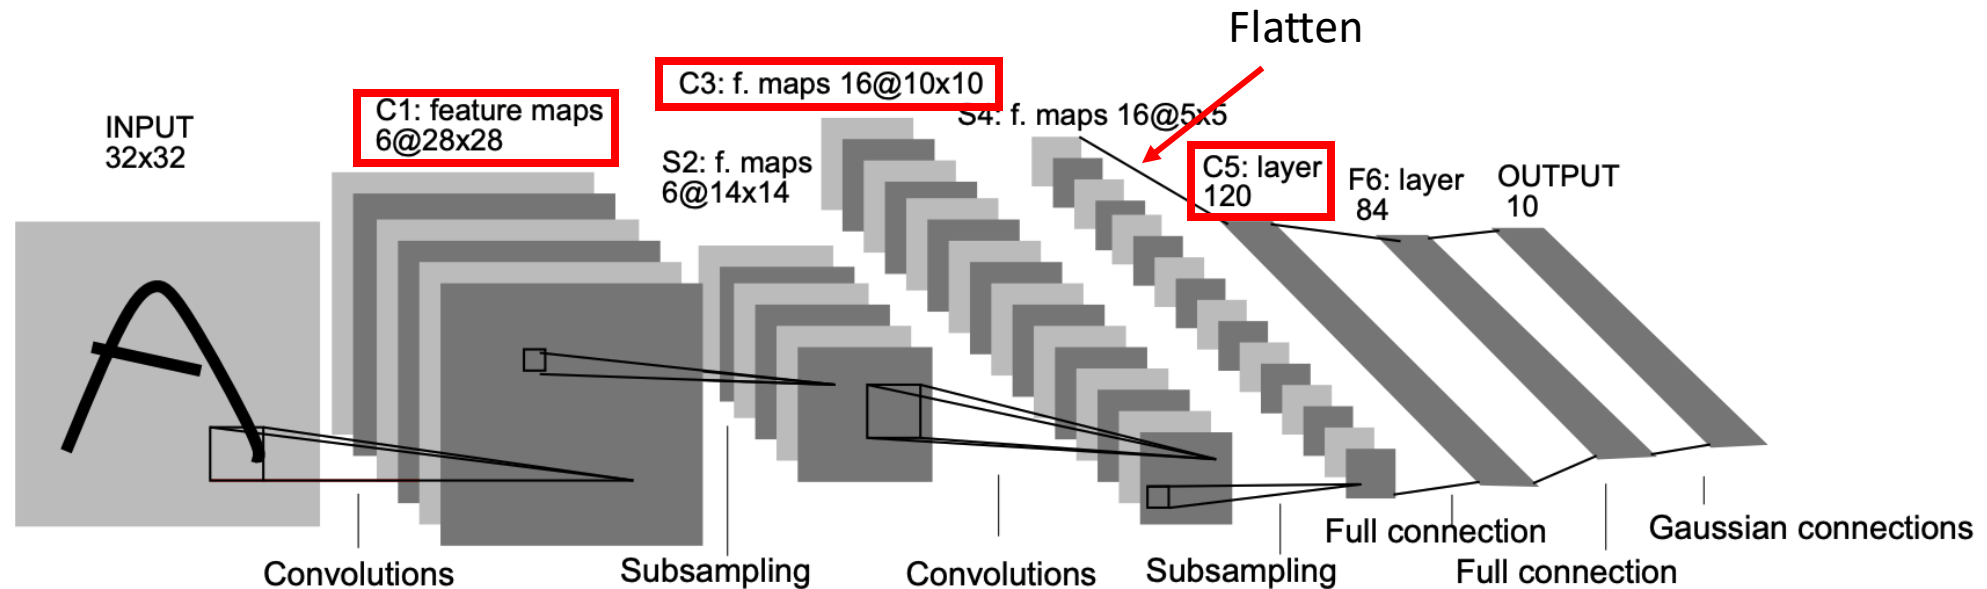 Flatten
INPUT
32x32
C1: feature maps
6@28x28
S2: f. maps
6@14x14
C3: f. maps 16@10x10
S4: f. maps 16@5x5
C5: layer
120
F6: layer
84
OUTPUT
10
Convolutions
Subsampling
Convolutions
Subsampling
Full connection
Full connection
Gaussian connections